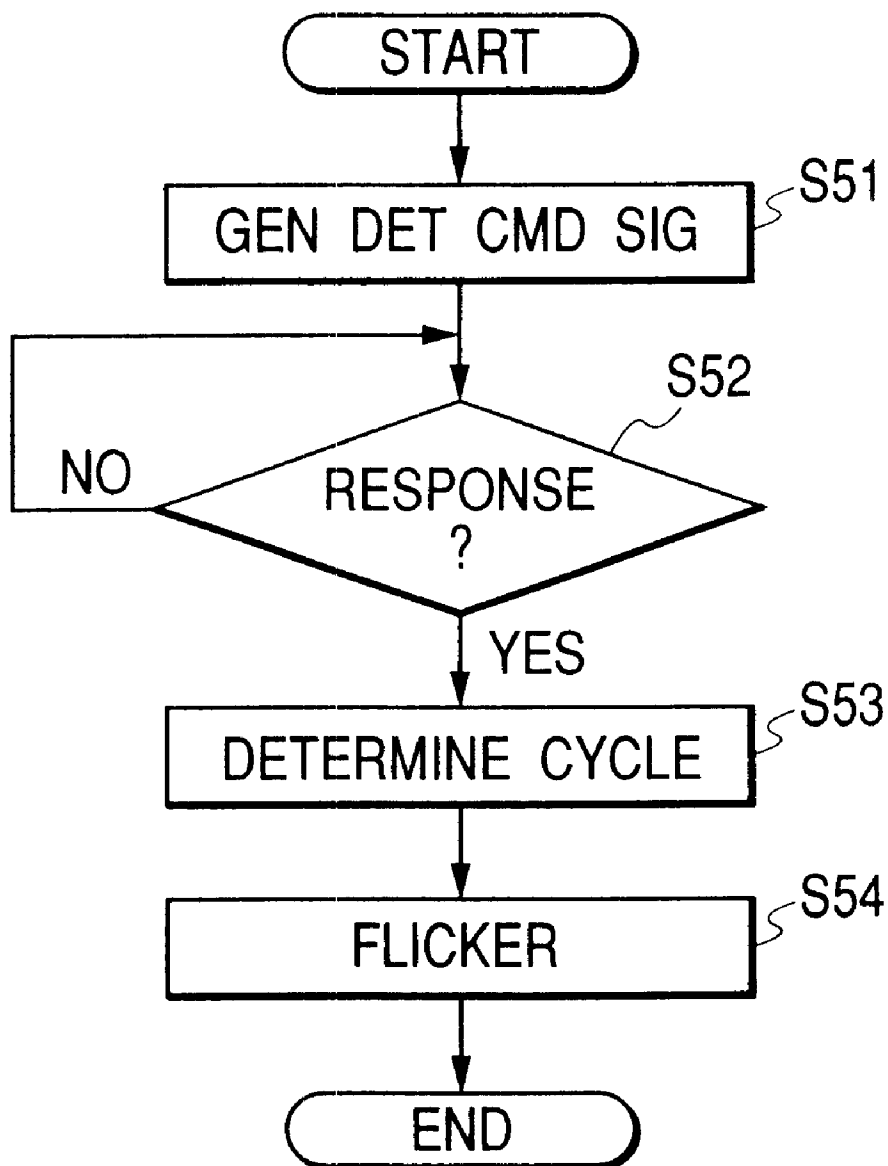 START
S51
GEN DET CMD SIG
S52
NO
RESPONSE
?
YES
S53
DETERMINE CYCLE
S54
FLICKER
END